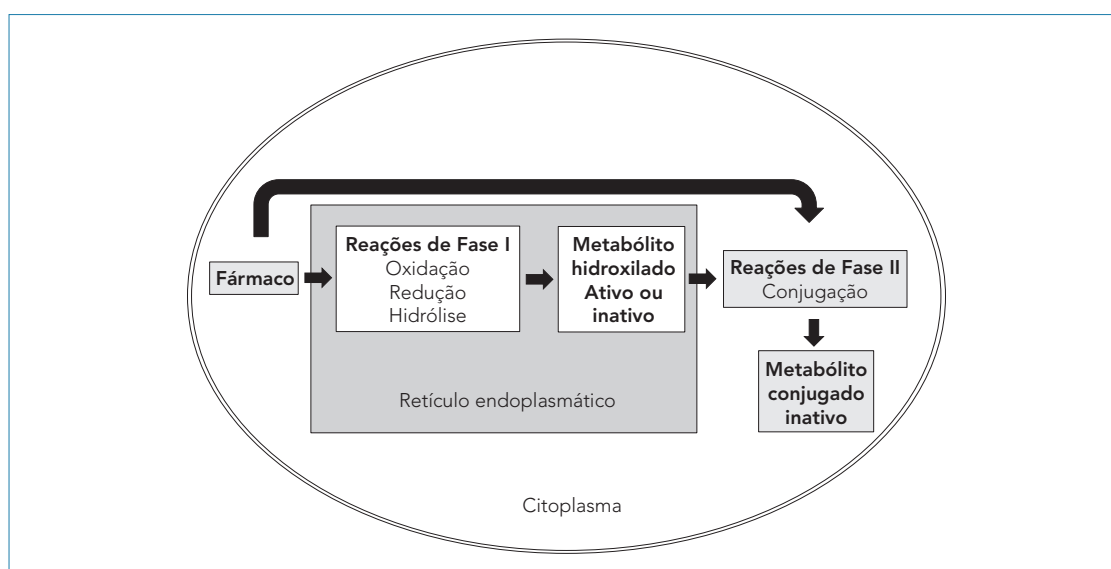 Fármaco
Reações de Fase I
Oxidação
Redução
Hidrólise
Metabólito
hidroxilado
Ativo ou
inativo
Reações de Fase II
Conjugação
Metabólito
conjugado
inativo
Retículo endoplasmático
Citoplasma